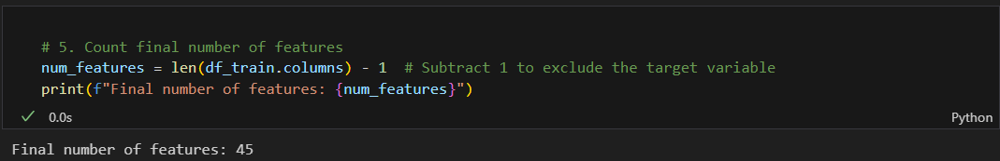 # 5. Count final number of features
num_features = len(df_train.columns) - 1  # Subtract 1 to exclude the target variable
print(f"Final number of features: {num_features}")
✓ 0.0s
Python
Final number of features: 45